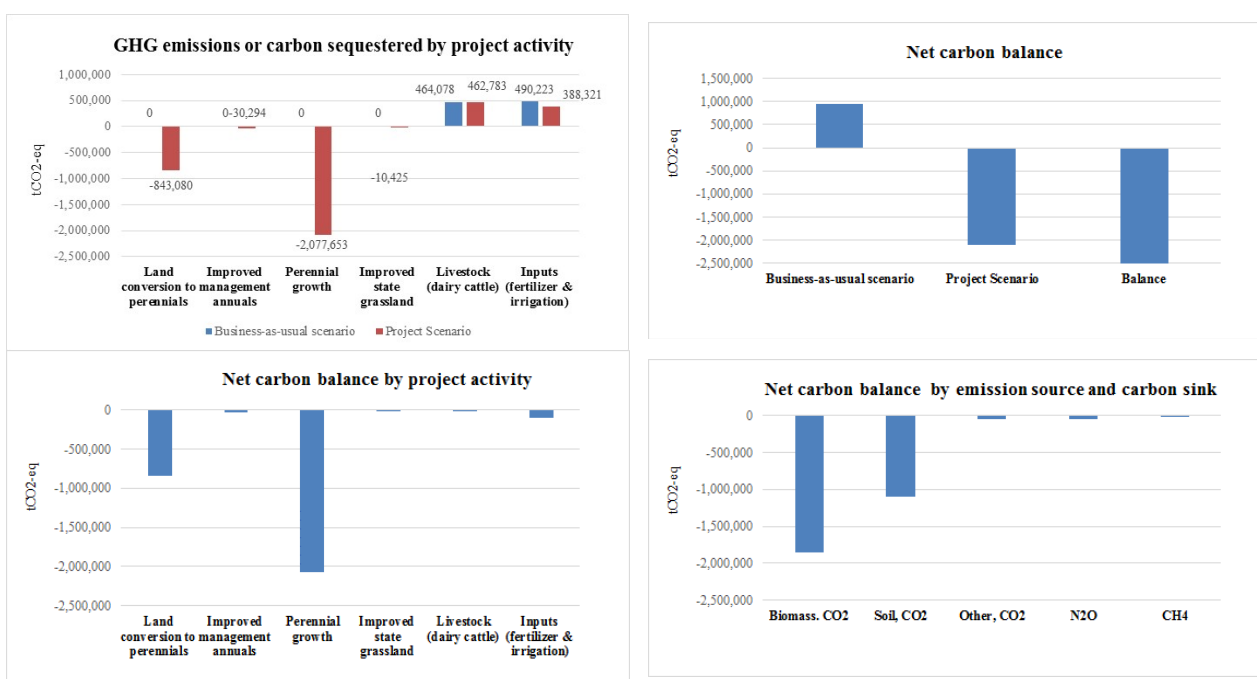 GHG emissions or carbon sequestered by project activity
tCO2-eq
1,000,000
500,000
0
-500,000
-1,000,000
-1,500,000
-2,000,000
-2,500,000
0
-843,080
0
-30,294
0
-2,077,653
0
-10,425
464,078
462,783
490,223
388,321
Land
conversion to
perennials
Improved
management
annuals
Perennial
growth
Improved
state
grassland
Livestock
(dairy cattle)
Inputs
(fertilizer &
irrigation)
Business-as-usual scenario
Project Scenario
Net carbon balance
tCO2-eq
1,500,000
1,000,000
500,000
0
-500,000
-1,000,000
-1,500,000
-2,000,000
-2,500,000
Business-as-usual scenario
Project Scenario
Balance
Net carbon balance by project activity
tCO2-eq
0
-500,000
-1,000,000
-1,500,000
-2,000,000
-2,500,000
Land
conversion to
perennials
Improved
management
annuals
Perennial
growth
Improved
state
grassland
Livestock
(dairy cattle)
Inputs
(fertilizer &
irrigation)
Net carbon balance by emission source and carbon sink
tCO2-eq
0
-500,000
-1,000,000
-1,500,000
-2,000,000
-2,500,000
Biomass. CO2
Soil, CO2
Other, CO2
N2O
CH4